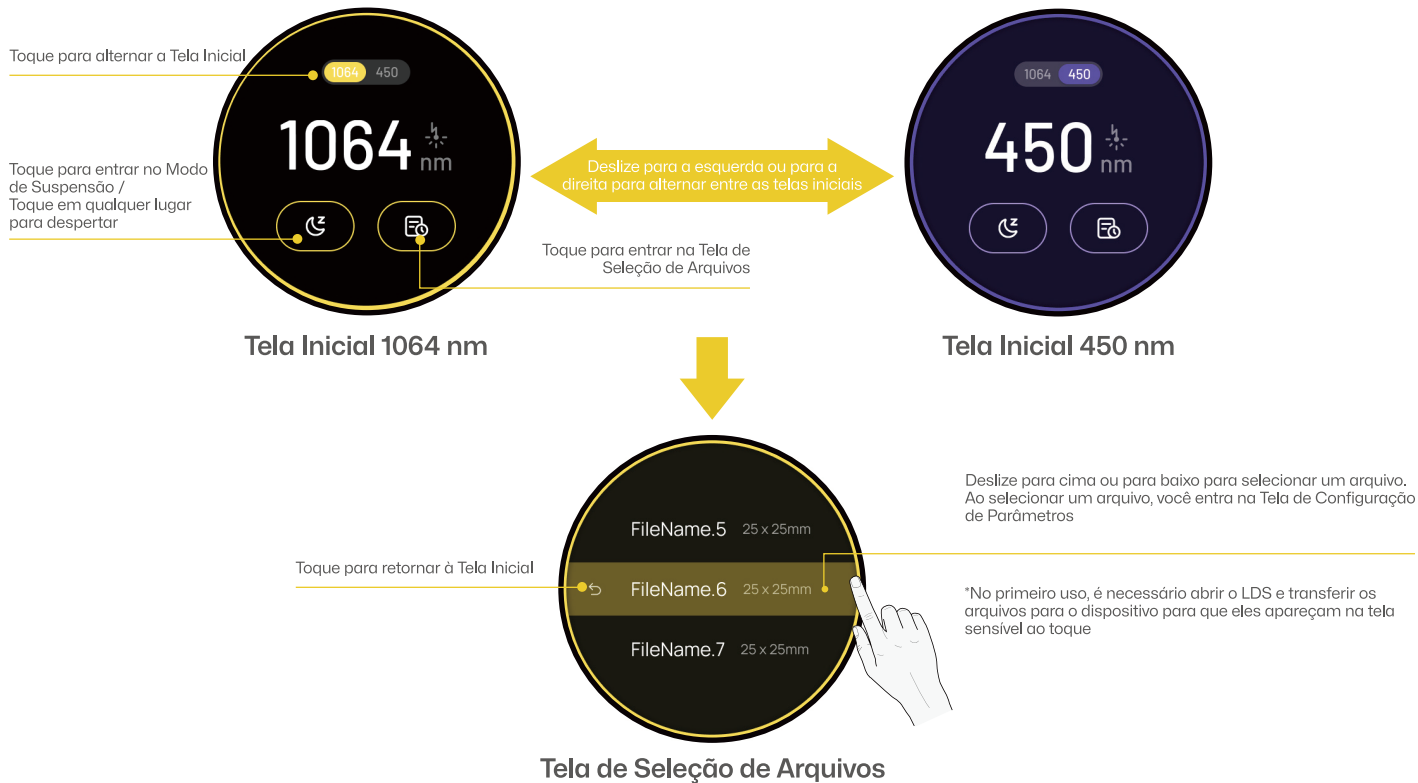 Toque para alternar a Tela Inicial
1064 450
1064
nm
Toque para entrar no Modo
de Suspensão /
Toque em qualquer lugar
para despertar
Toque para entrar na Tela de
Seleção de Arquivos
Tela Inicial 1064 nm
Deslize para a esquerda ou para a
direita para alternar entre as telas iniciais
1064 450
450
nm
Tela Inicial 450 nm
FileName.5 25 x 25mm
FileName.6 25 x 25mm
FileName.7 25 x 25mm
Toque para retornar à Tela Inicial
Deslize para cima ou para baixo para selecionar um arquivo.
Ao selecionar um arquivo, você entra na Tela de Configuração
de Parâmetros
*No primeiro uso, é necessário abrir o LDS e transferir os
arquivos para o dispositivo para que eles apareçam na tela
sensível ao toque
Tela de Seleção de Arquivos